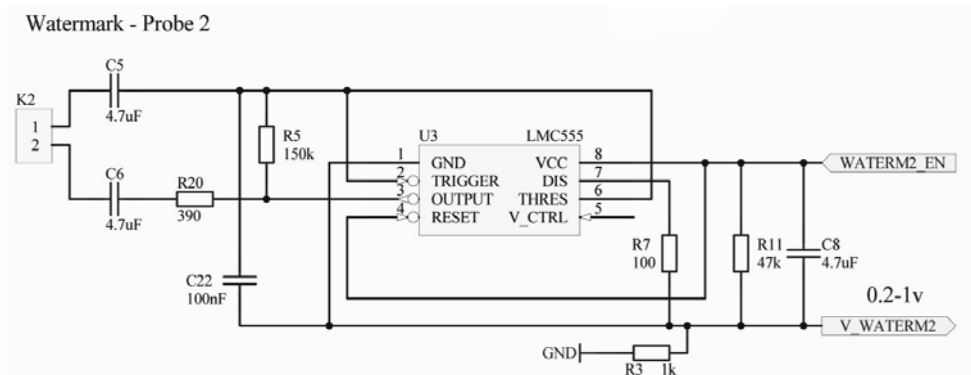 Watermark - Probe 2
C5
4.7uF
K2
1
2
C6
4.7uF
R20
390
R5
150k
C22
100nF
U3
LMC555
1
GND
VCC
8
2
TRIGGER
DIS
7
3
OUTPUT
THRES
6
4
RESET
V_CTRL
5
R7
100
R11
47k
C8
4.7uF
WATERM2_EN
0.2-1v
V_WATERM2
GND
R3
1k